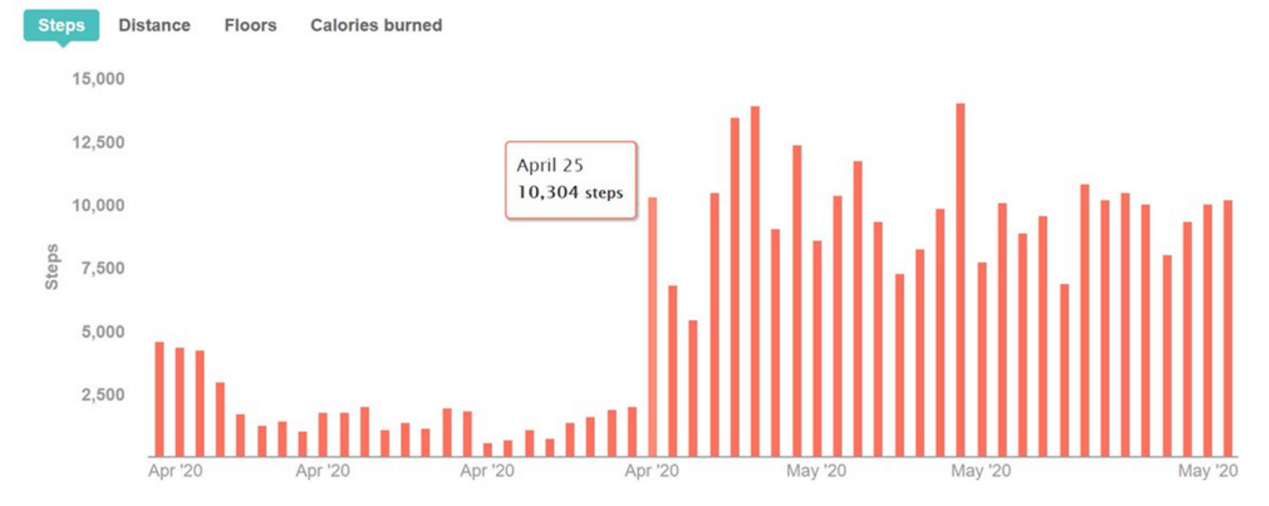 Steps Distance Floors Calories burned
15,000
12,500
10,000
7,500
5,000
2,500
Steps
April 25
10,304 steps
Apr '20 Apr '20 Apr '20 Apr '20 May '20 May '20 May '20